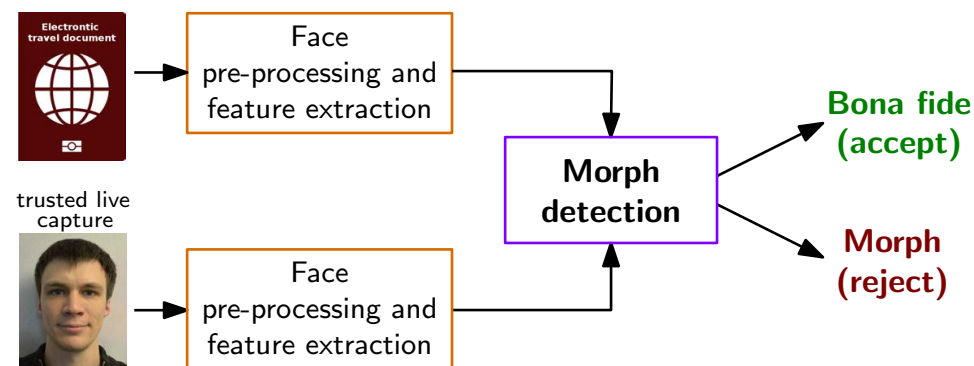 Electrontic
travel document
Face
pre-processing and
feature extraction
Morph
detection
Bona fide
(accept)
Morph
(reject)
trusted live
capture
Face
pre-processing and
feature extraction